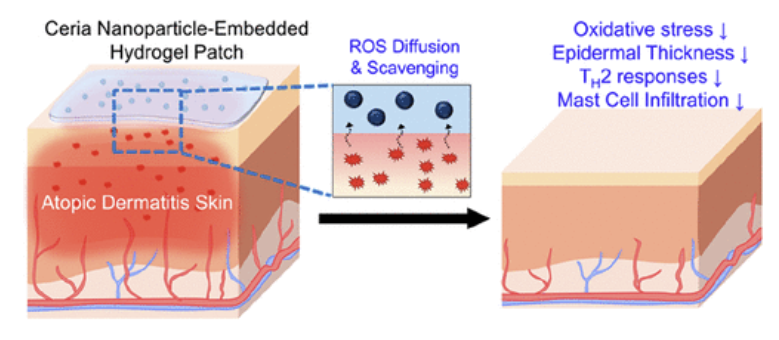 Ceria Nanoparticle-Embedded
Hydrogel Patch
ROS Diffusion
& Scavenging
Atopic Dermatitis Skin
Oxidative stress ↓
Epidermal Thickness ↓
T_H2 responses ↓
Mast Cell Infiltration ↓